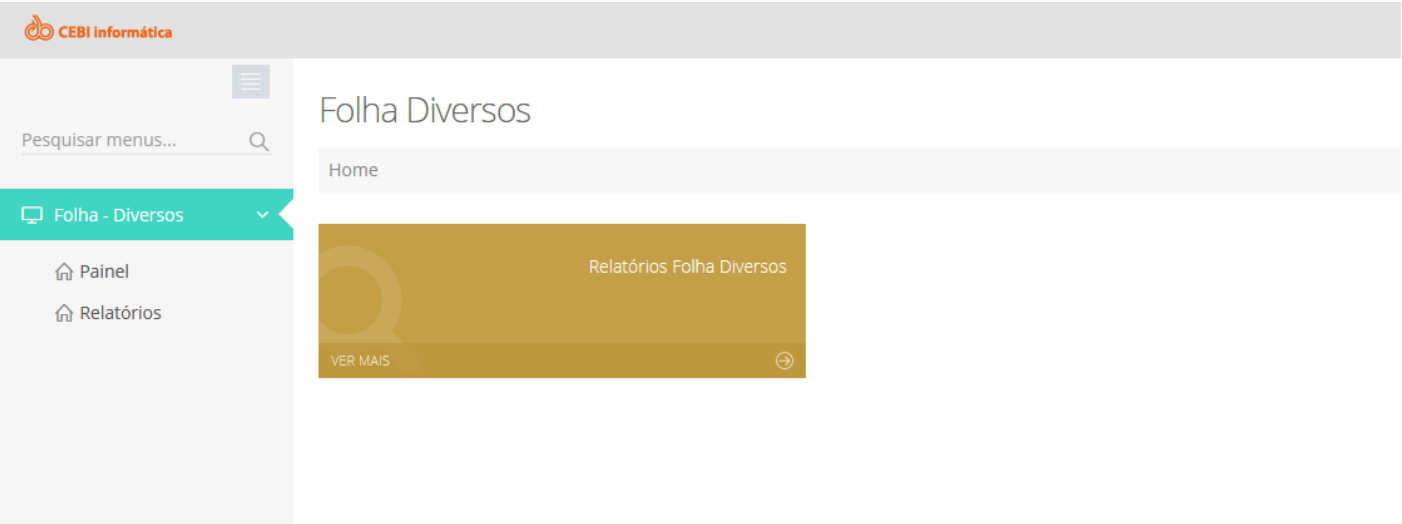 CEBI informática
Pesquisar menus...
Folha - Diversos
Painel
Relatórios
Folha Diversos
Home
Relatórios Folha Diversos
VER MAIS